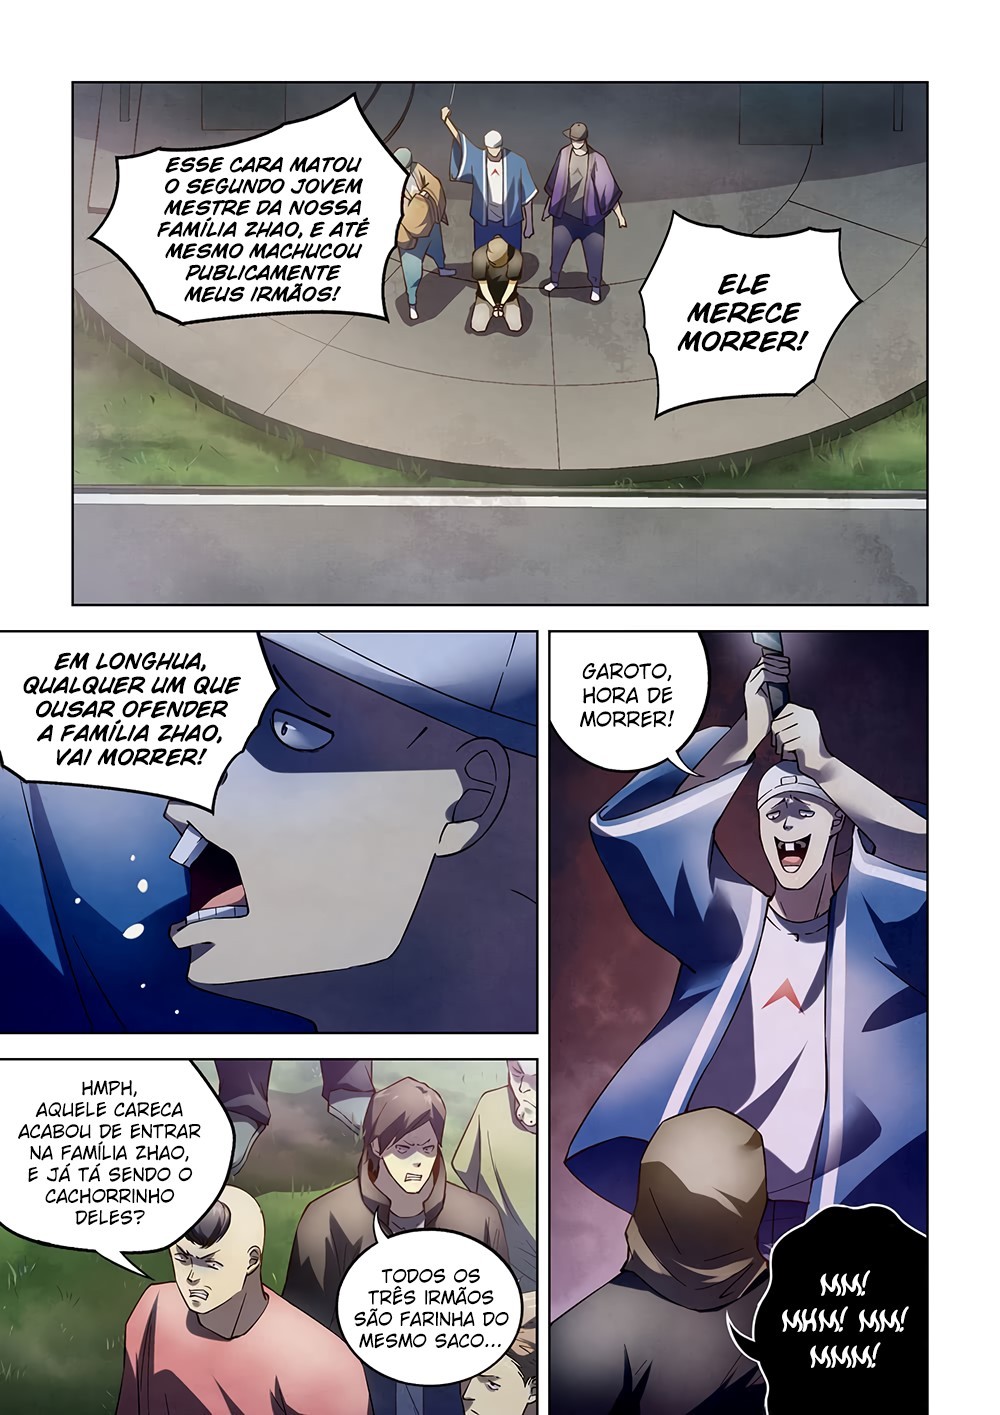 ESSE CARA MATOU
O SEGUNDO JOVEM
MESTRE DA NOSSA
FAMÍLIA ZHAO, E ATÉ
MESMO MACHUCOU
PUBLICAMENTE
MEUS IRMÃOS!
ELE
MERECE
MORRER!
EM LONGHUA,
QUALQUER UM QUE
OUSAR OFENDER
A FAMÍLIA ZHAO,
VAI MORRER!
GAROTO,
HORA DE
MORRER!
HMPH,
AQUELE CARECA
ACABOU DE ENTRAR
NA FAMÍLIA ZHAO,
E JÁ TÁ SENDO O
CACHORRINHO
DELES?
TODOS OS
TRÊS IRMÃOS
SÃO FARINHA DO
MESMO SACO...
MM!
MHM! MM!
MMM!